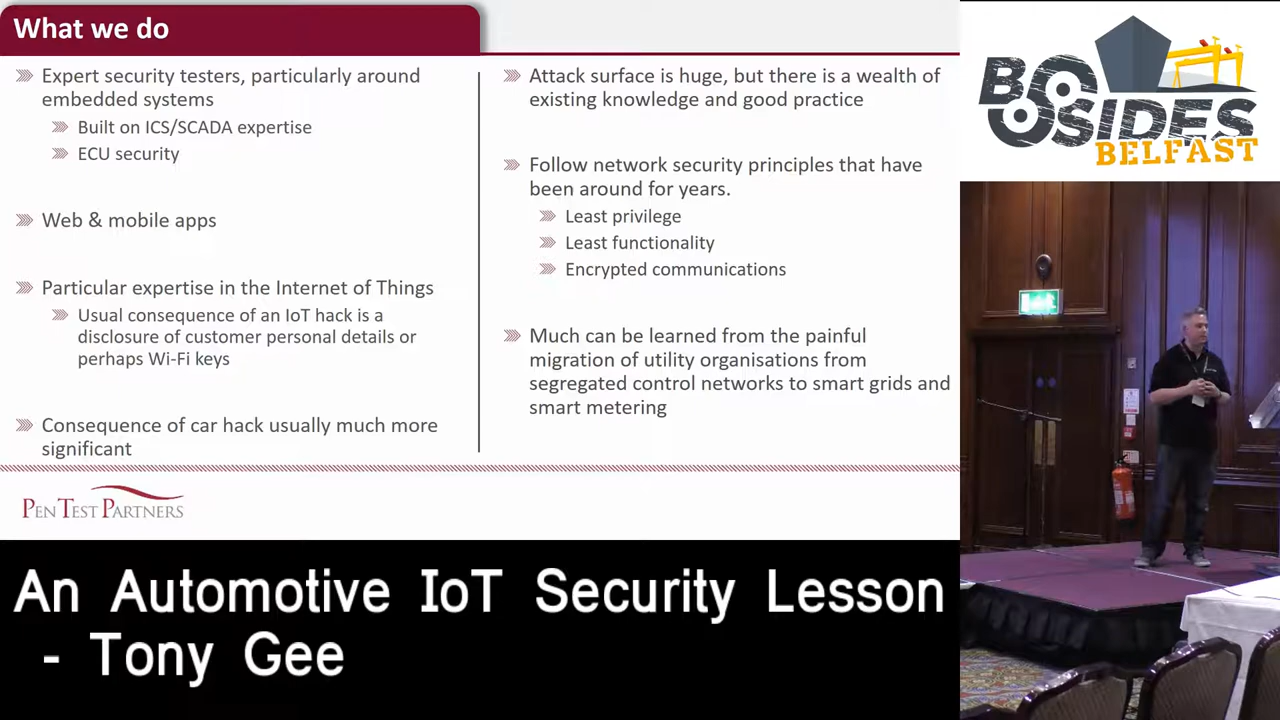 What we do
Expert security testers, particularly around
embedded systems
Built on ICS/SCADA expertise
ECU security
Web & mobile apps
Particular expertise in the Internet of Things
Usual consequence of an IoT hack is a
disclosure of customer personal details or
perhaps Wi-Fi keys
Consequence of car hack usually much more
significant
Attack surface is huge, but there is a wealth of
existing knowledge and good practice
Follow network security principles that have
been around for years.
Least privilege
Least functionality
Encrypted communications
Much can be learned from the painful
migration of utility organisations from
segregated control networks to smart grids and
smart metering
PEN TEST PARTNERS
BSIDES
BELFAST
An Automotive IoT Security Lesson
- Tony Gee